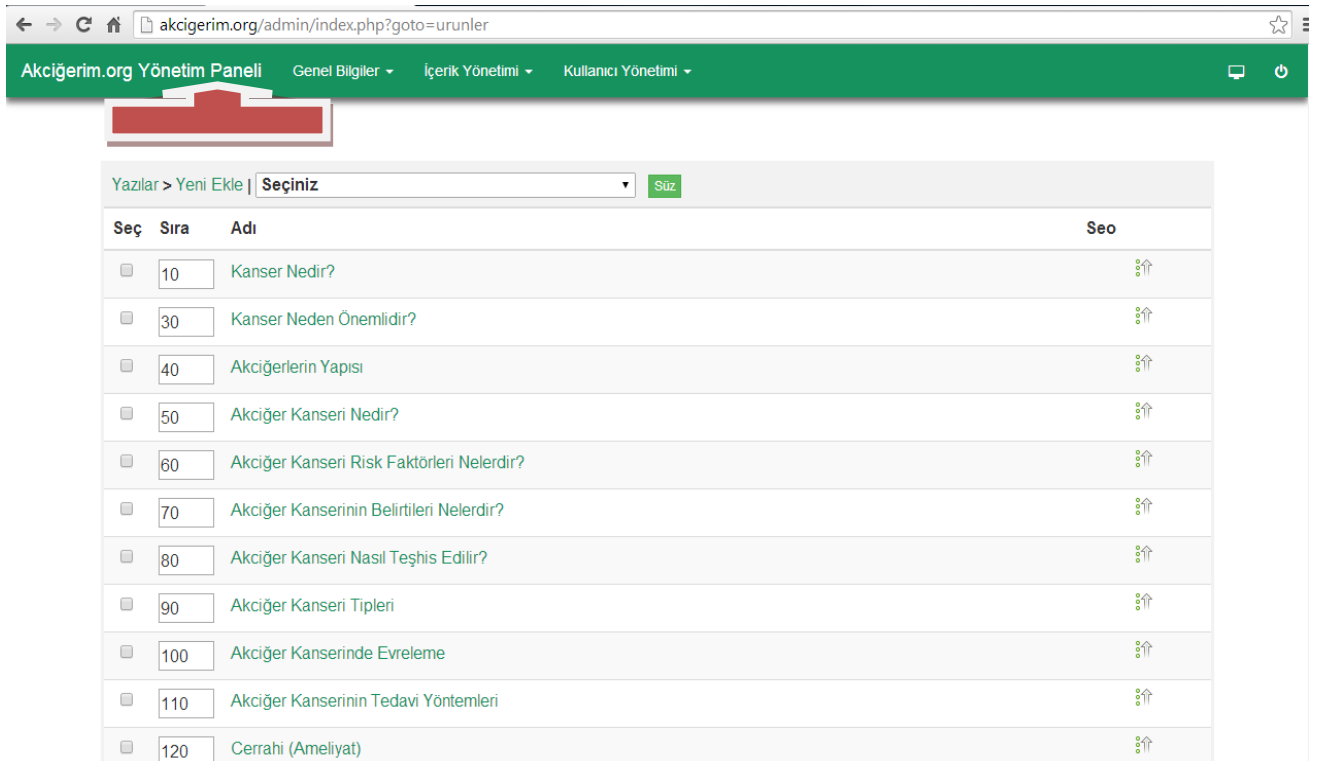 akcigerim.org/admin/index.php?goto=urunler
Akciğerim.org Yönetim Paneli Genel Bilgiler İçerik Yönetimi Kullanıcı Yönetimi
Yazılar > Yeni Ekle | Seçiniz Süz
Seç Sıra Adı Seo
10 Kanser Nedir?
30 Kanser Neden Önemlidir?
40 Akciğerlerin Yapısı
50 Akciğer Kanseri Nedir?
60 Akciğer Kanseri Risk Faktörleri Nelerdir?
70 Akciğer Kanserinin Belirtileri Nelerdir?
80 Akciğer Kanseri Nasıl Teşhis Edilir?
90 Akciğer Kanseri Tipleri
100 Akciğer Kanserinde Evreleme
110 Akciğer Kanserinin Tedavi Yöntemleri
120 Cerrahi (Ameliyat)